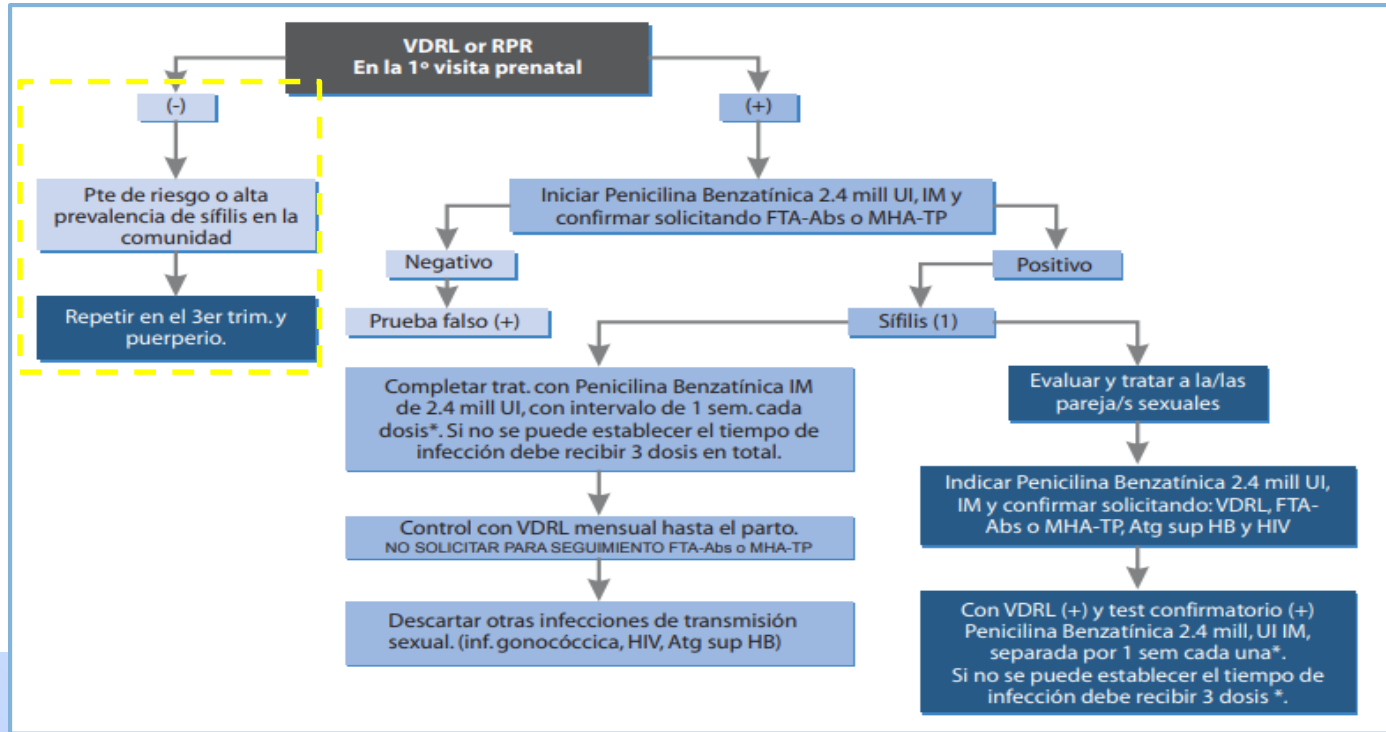 VDRL or RPR
En la 1º visita prenatal
(-)
Pte de riesgo o alta
prevalencia de sífilis en la
comunidad
Repetir en el 3er trim. y
puerperio.
(+)
Iniciar Penicilina Benzatínica 2.4 mill UI, IM y
confirmar solicitando FTA-Abs o MHA-TP
Negativo
Prueba falso (+)
Positivo
Sífilis (1)
Completar trat. con Penicilina Benzatínica IM
de 2.4 mill UI, con intervalo de 1 sem. cada
dosis*. Si no se puede establecer el tiempo de
infección debe recibir 3 dosis en total.
Control con VDRL mensual hasta el parto.
NO SOLICITAR PARA SEGUIMIENTO FTA-Abs o MHA-TP
Descartar otras infecciones de transmisión
sexual. (inf. gonocóccica, HIV, Atg sup HB)
Evaluar y tratar a la/las
pareja/s sexuales
Indicar Penicilina Benzatínica 2.4 mill UI,
IM y confirmar solicitando: VDRL, FTA-
Abs o MHA-TP, Atg sup HB y HIV
Con VDRL (+) y test confirmatorio (+)
Penicilina Benzatínica 2.4 mill, UI IM,
separada por 1 sem cada una*.
Si no se puede establecer el tiempo de
infección debe recibir 3 dosis *.